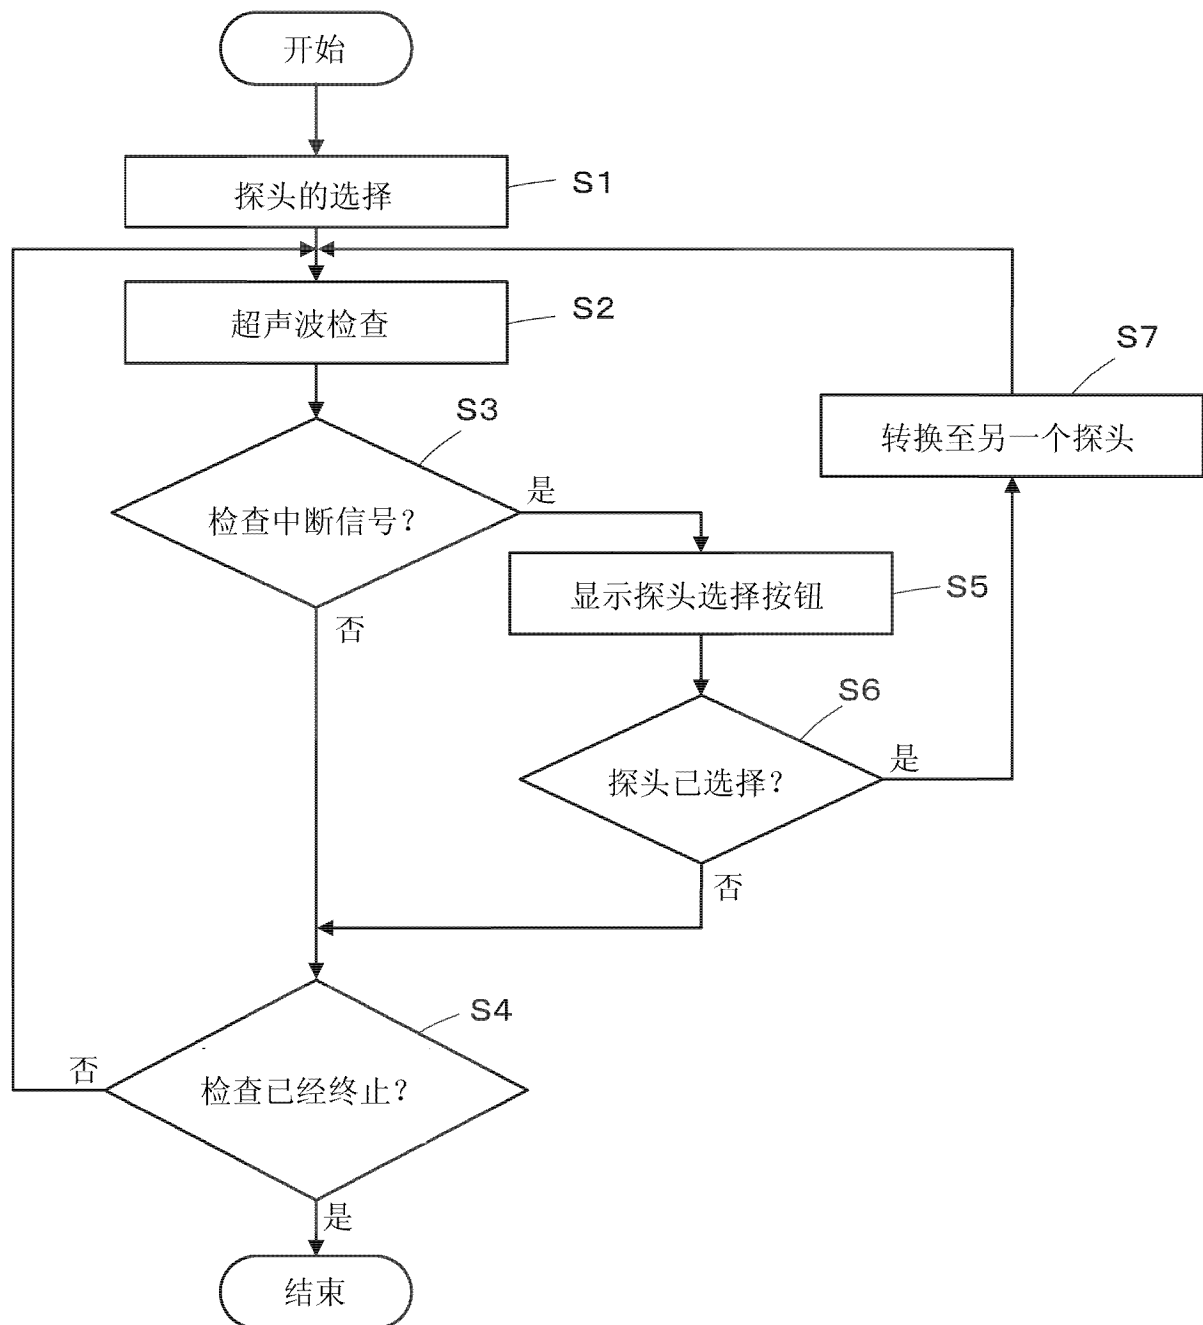 开始
探头的选择
S1
超声波检查
S2
S7
转换至另一个探头
S3
检查中断信号?
是
否
显示探头选择按钮
S5
S6
探头已选择?
是
否
S4
检查已经终止?
否
是
结束